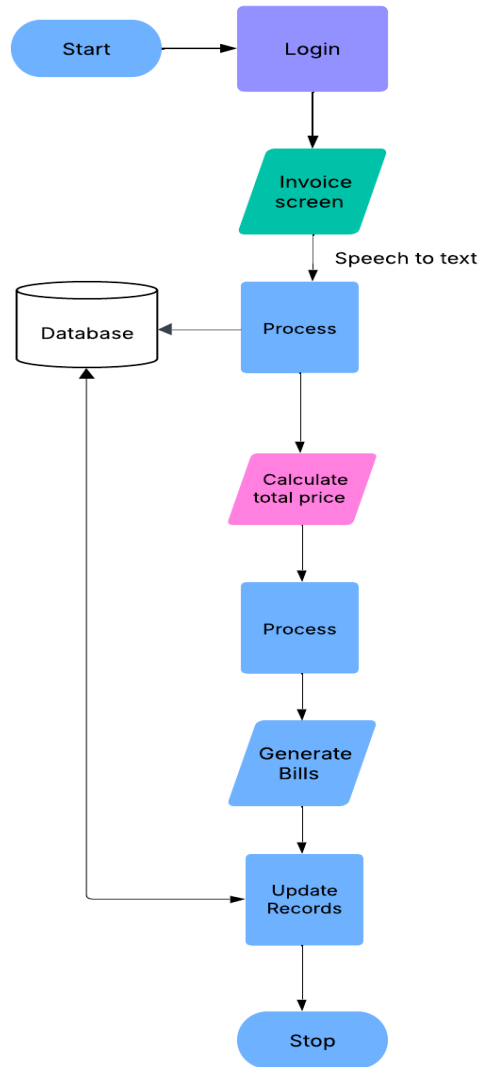 Start
Login
Invoice
screen
Speech to text
Database
Process
Calculate
total price
Process
Generate
Bills
Update
Records
Stop